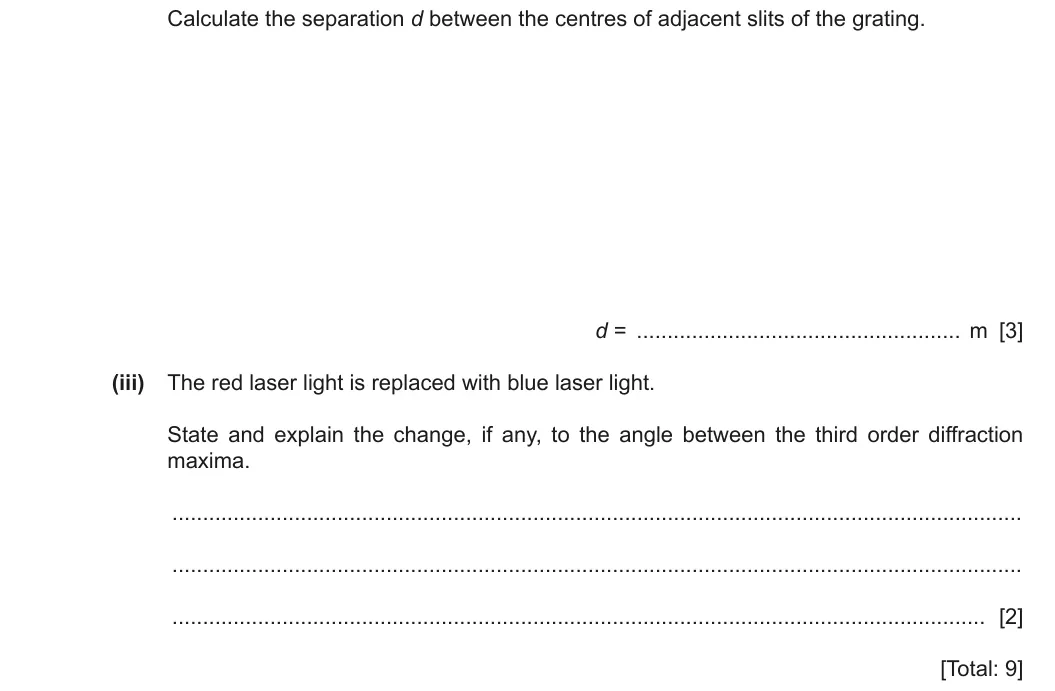 Calculate the separation d between the centres of adjacent slits of the grating.
d = ..................................................... m [3]
(iii) The red laser light is replaced with blue laser light.
State and explain the change, if any, to the angle between the third order diffraction
maxima.
...........................................................................................................................................
...........................................................................................................................................
..................................................................................................................................... [2]
[Total: 9]